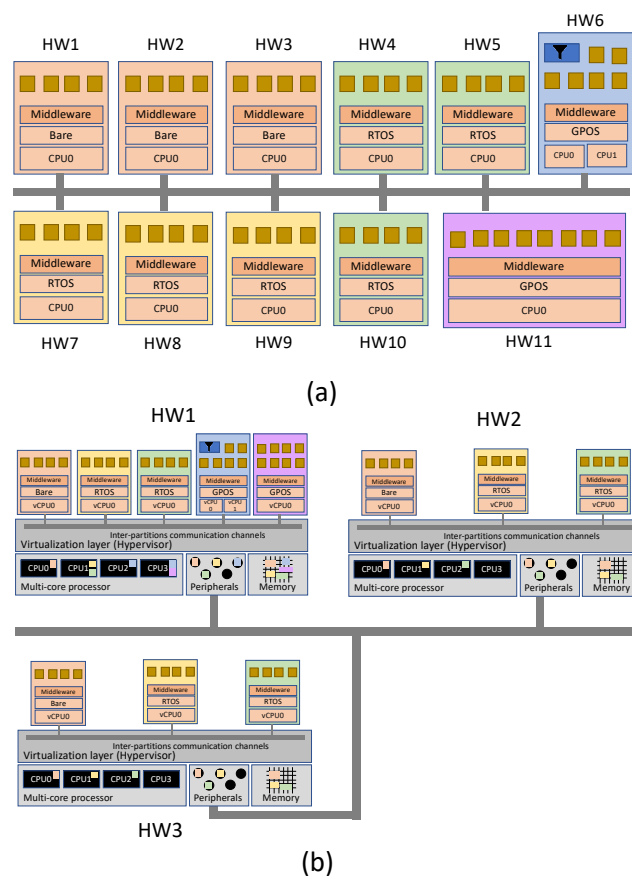 HW6
HW1 HW2 HW3 HW4 HW5
Middleware Middleware Middleware Middleware Middleware Middleware
Bare Bare Bare RTOS RTOS GPOS
CPU0 CPU0 CPU0 CPU0 CPU0 CPU0 CPU1
Middleware Middleware Middleware Middleware Middleware
RTOS RTOS RTOS RTOS GPOS
CPU0 CPU0 CPU0 CPU0 CPU0
HW7 HW8 HW9 HW10 HW11
(a)
HW1
Middleware Middleware Middleware Middleware Middleware
Bare RTOS RTOS GPOS GPOS
vCPU0 vCPU0 vCPU0 vCPU 0 vCPU 1 vCPU0
Inter-partitions communication channels
Virtualization layer (Hypervisor)
CPU0 CPU1 CPU2 CPU3
Multi-core processor Peripherals Memory
HW2
Middleware Middleware Middleware
Bare RTOS RTOS
vCPU0 vCPU0 vCPU0
Inter-partitions communication channels
Virtualization layer (Hypervisor)
CPU0 CPU1 CPU2 CPU3
Multi-core processor Peripherals Memory
Middleware Middleware Middleware
Bare RTOS RTOS
vCPU0 vCPU0 vCPU0
Inter-partitions communication channels
Virtualization layer (Hypervisor)
CPU0 CPU1 CPU2 CPU3
Multi-core processor Peripherals Memory
HW3
(b)